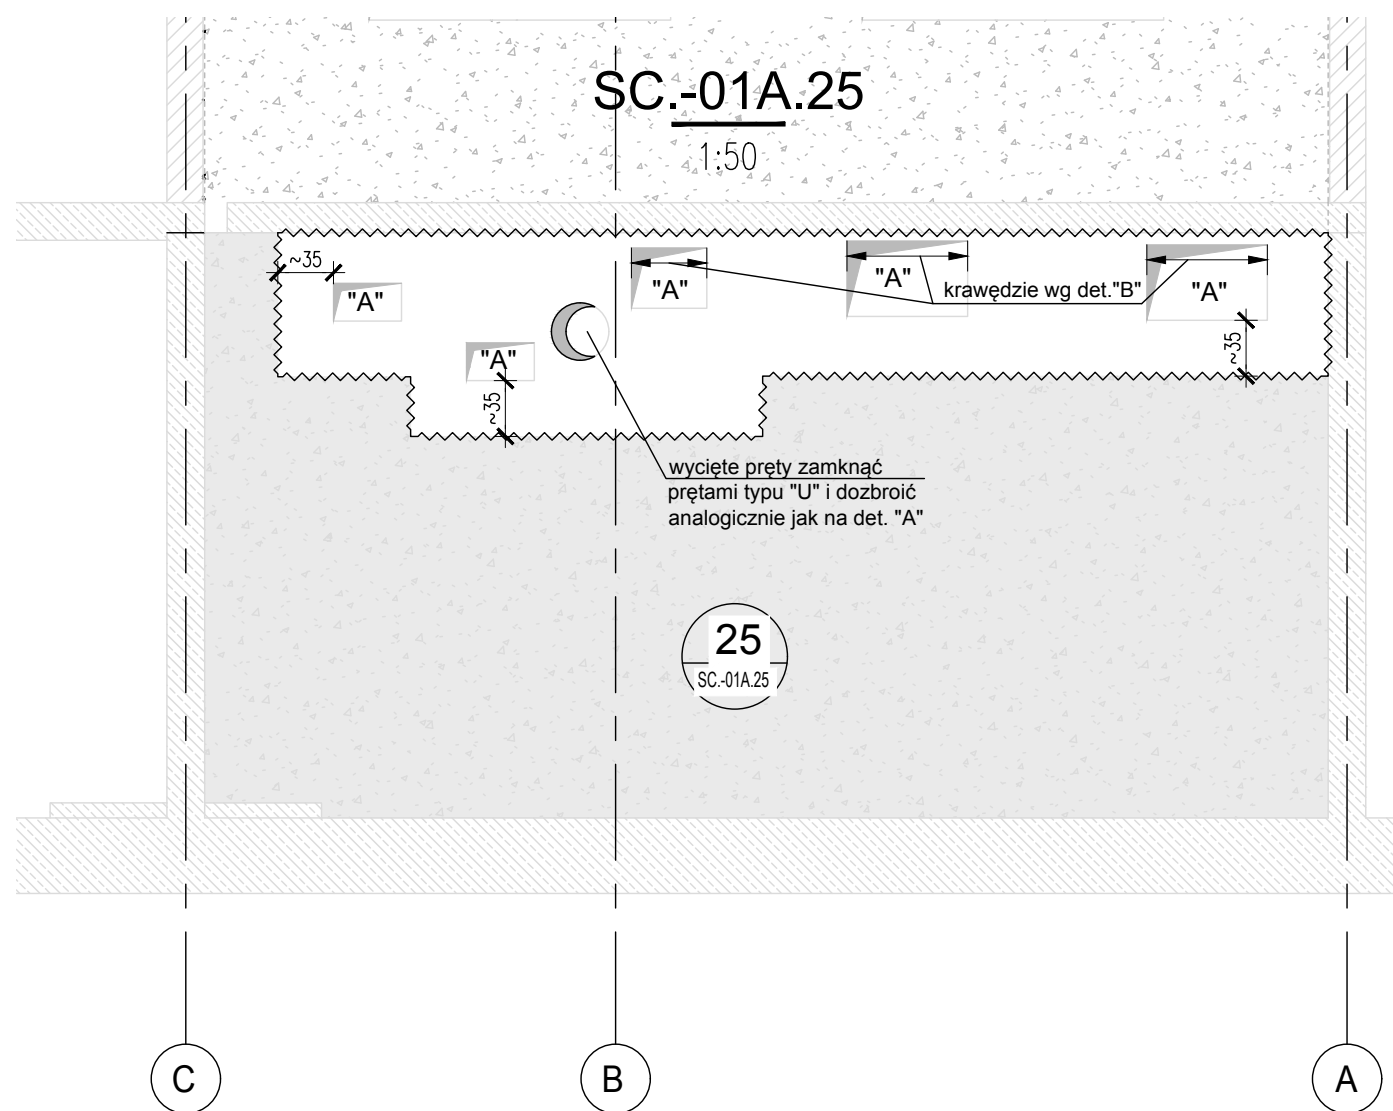 SC.-01A.25
1:50
~35
"A"
"A"
"A"
"A"
krawędzie wg det."B"
"A"
~35
~35
wycięte pręty zamknąć
prętami typu "U" i dozbroić
analogicznie jak na det. "A"
25
SC.-01A.25
C
B
A